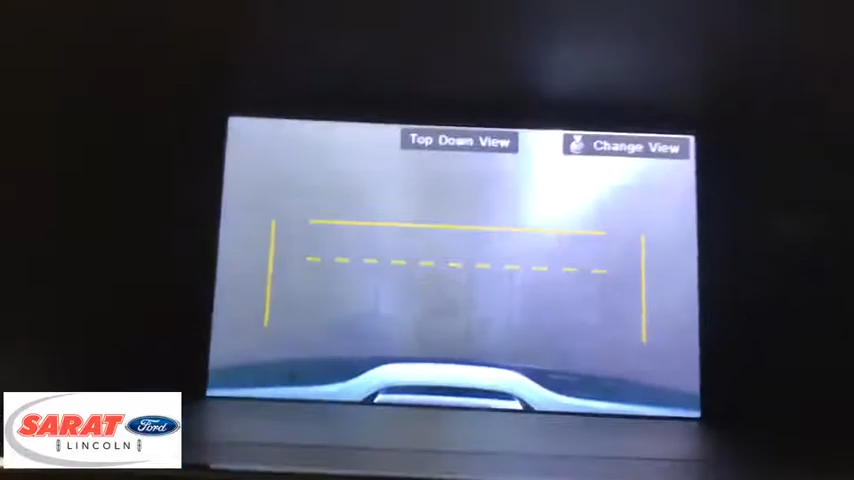 Top Down View
Change View
SARAT
Ford
LINCOLN